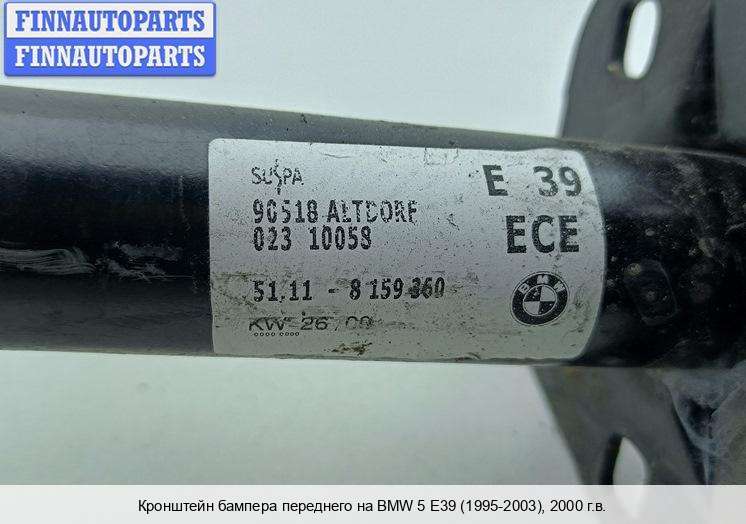 FINNAUTOPARTS
FINNAUTOPARTS
SUSPA
E 39
90518 ALTDORF
ECE
023 10058
51.11 - 8 159 360
BMW
KW 26/00
Кронштейн бампера переднего на BMW 5 E39 (1995-2003), 2000 г.в.